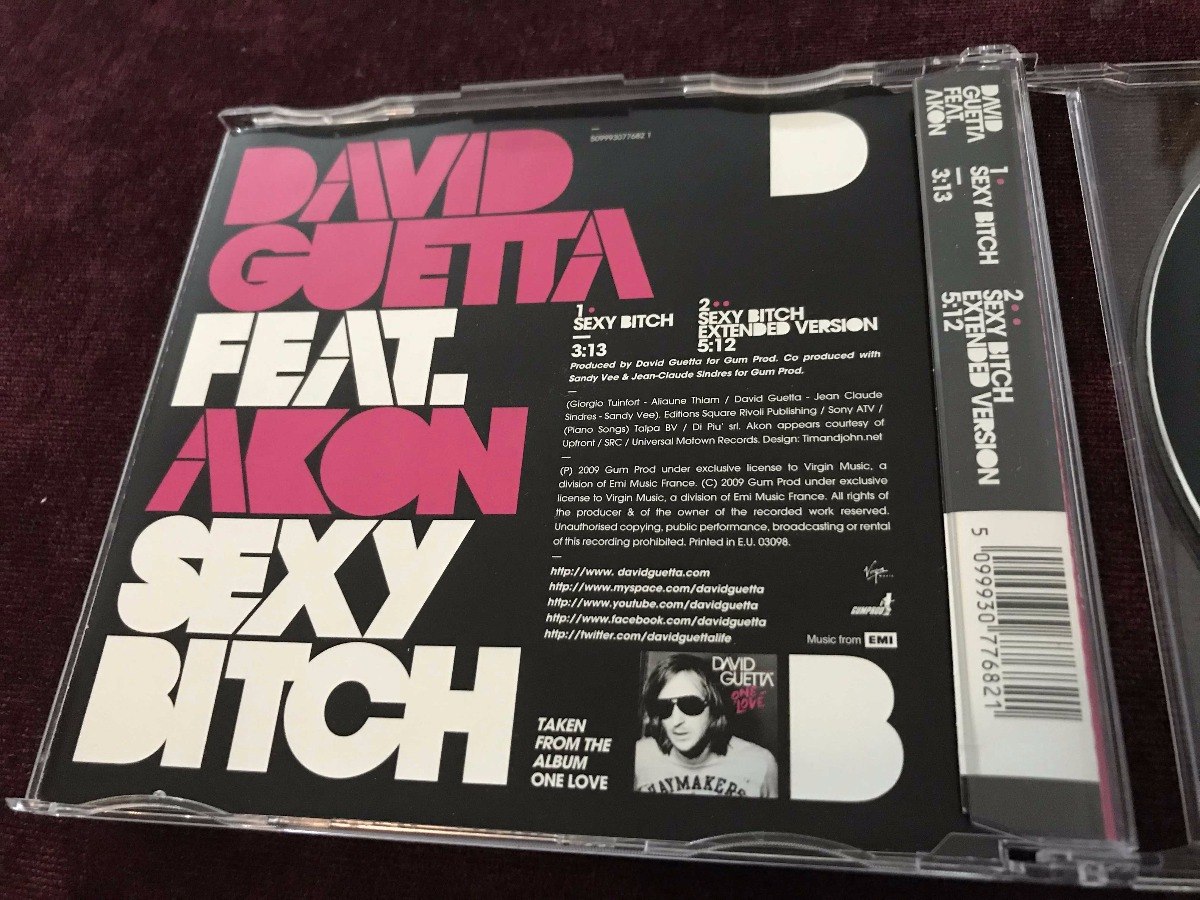 5099930776821
DAVID
GUETTA
FEAT.
AKON
SEXY
BITCH
1
SEXY BITCH
3:13
2
SEXY BITCH
EXTENDED VERSION
5:12
Produced by David Guetta for Gum Prod. Co produced with
Sandy Vee & Jean-Claude Sindres for Gum Prod.
(Giorgio Tuinfort - Aliaune Thiam / David Guetta - Jean Claude
Sindres - Sandy Vee). Editions Square Rivoli Publishing / Sony ATV /
(Piano Songs) Talpa BV / Di Piu' srl. Akon appears courtesy of
Upfront / SRC / Universal Motown Records. Design: Timandjohn.net
(P) 2009 Gum Prod under exclusive license to Virgin Music, a
division of Emi Music France. (C) 2009 Gum Prod under exclusive
license to Virgin Music, a division of Emi Music France. All rights of
the producer & of the owner of the recorded work reserved.
Unauthorised copying, public performance, broadcasting or rental
of this recording prohibited. Printed in E.U. 03098.
http://www. davidguetta.com
http://www.myspace.com/davidguetta
http://www.youtube.com/davidguetta
http://www.facebook.com/davidguetta
http://twitter.com/davidguettalife
Virgin
MUSIC
GUMPROD
Music from EMI
TAKEN
FROM THE
ALBUM
ONE LOVE
DAVID
GUETTA
ONE
LOVE
HAYMAKERS
DAVID
GUETTA
FEAT
AKON
1
SEXY BITCH
3:13
2
SEXY BITCH
EXTENDED VERSION
5:12
5 099930 776821